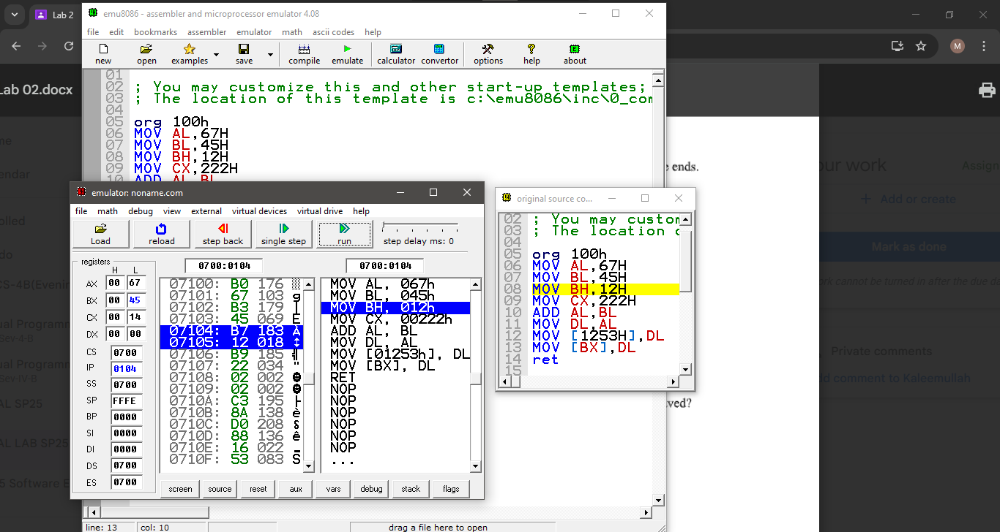 Lab 2
emu8086 - assembler and microprocessor emulator 4.08
file edit bookmarks assembler emulator math ascii codes help
new open examples save compile emulate calculator convertor options help about
M
Lab 02.docx
01
02 ; You may customize this and other start-up templates;
03 ; The location of this template is c:\emu8086\inc\0_com
04
05 org 100h
06 MOV AL,67H
07 MOV BL,45H
08 MOV BH,12H
09 MOV CX,222H
10 ADD AL,BL
e ends.
our work Assign
+ Add or create
Mark as done
ork cannot be turned in after the due da
Private comments
dd comment to Kaleemullah
ved?
me
endar
olled
do
CS-4B(Evenin
ual Programm
Sev-4-B
ual Programm
Sev-IV-B
AL SP25
AL LAB SP25
5 Software E
emulator: noname.com
file math debug view external virtual devices virtual drive help
Load reload step back single step run step delay ms: 0
registers
H L
AX 00 67
BX 00 45
CX 00 14
DX 00 00
CS 0700
IP 0104
SS 0700
SP FFFE
BP 0000
SI 0000
DI 0000
DS 0700
ES 0700
0700:0104 0700:0104
07100: B0 176 ░
07101: 67 103 g
07102: B3 179 │
07103: 45 069 E
07104: B7 183 À
07105: 12 018 ↕
07106: B9 185 ╣
07107: 22 034 "
07108: 02 002 ☻
07109: 02 002 ☻
0710A: C3 195 ├
0710B: 8A 138 è
0710C: D0 208
0710D: 88 136 ê
0710E: 16 022 ▬
0710F: 53 083 S
MOV AL, 067h
MOV BL, 045h
MOV BH, 012h
MOV CX, 00222h
ADD AL, BL
MOV DL, AL
MOV [01253h], DL
MOV [BX], DL
RET
NOP
NOP
NOP
NOP
NOP
NOP
...
screen source reset aux vars debug stack flags
original source co...
02 ; You may custom
03 ; The location o
04
05 org 100h
06 MOV AL,67H
07 MOV BL,45H
08 MOV BH,12H
09 MOV CX,222H
10 ADD AL,BL
11 MOV DL,AL
12 MOV [1253H],DL
13 MOV [BX],DL
14 ret
15
line: 13 col: 10 drag a file here to open